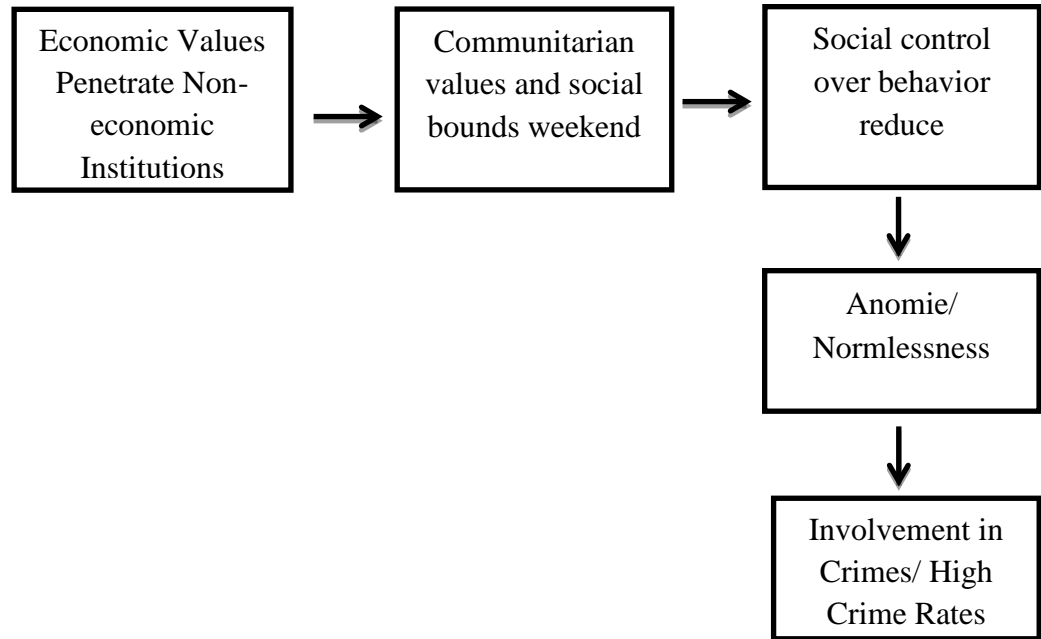 Economic Values
Penetrate Non-
economic
Institutions
Communitarian
values and social
bounds weekend
Social control
over behavior
reduce
Anomie/
Normlessness
Involvement in
Crimes/ High
Crime Rates